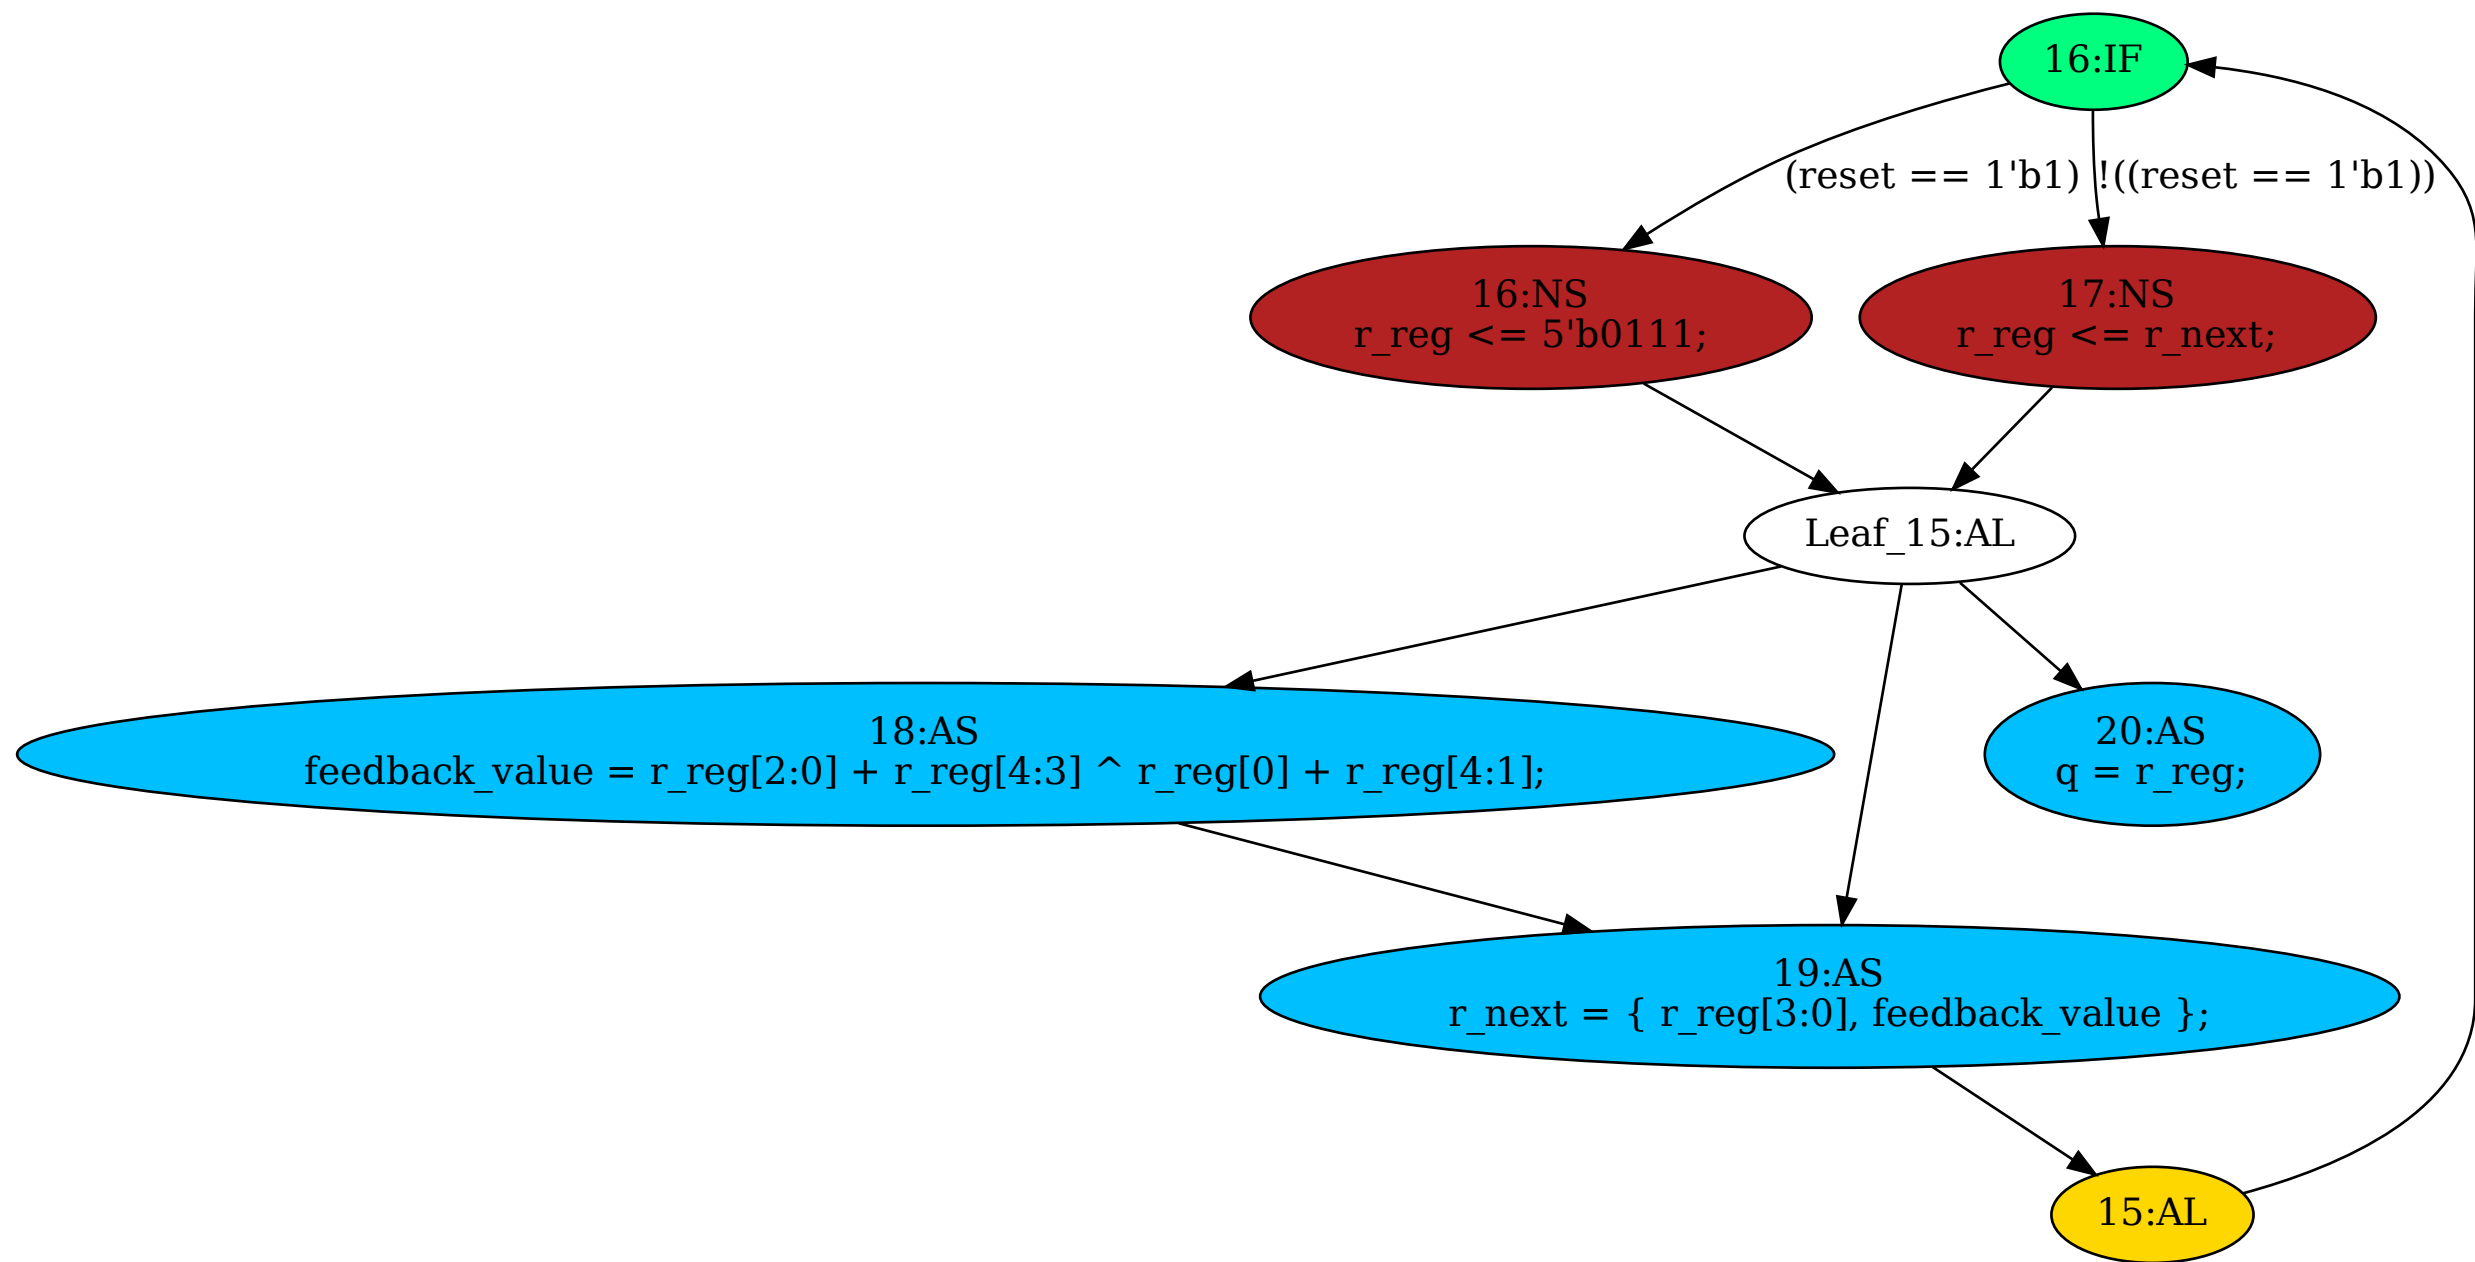 16:IF
(reset == 1'b1)
!((reset == 1'b1))
16:NS
r_reg <= 5'b0111;
17:NS
r_reg <= r_next;
Leaf_15:AL
18:AS
feedback_value = r_reg[2:0] + r_reg[4:3] ^ r_reg[0] + r_reg[4:1];
20:AS
q = r_reg;
19:AS
r_next = { r_reg[3:0], feedback_value };
15:AL